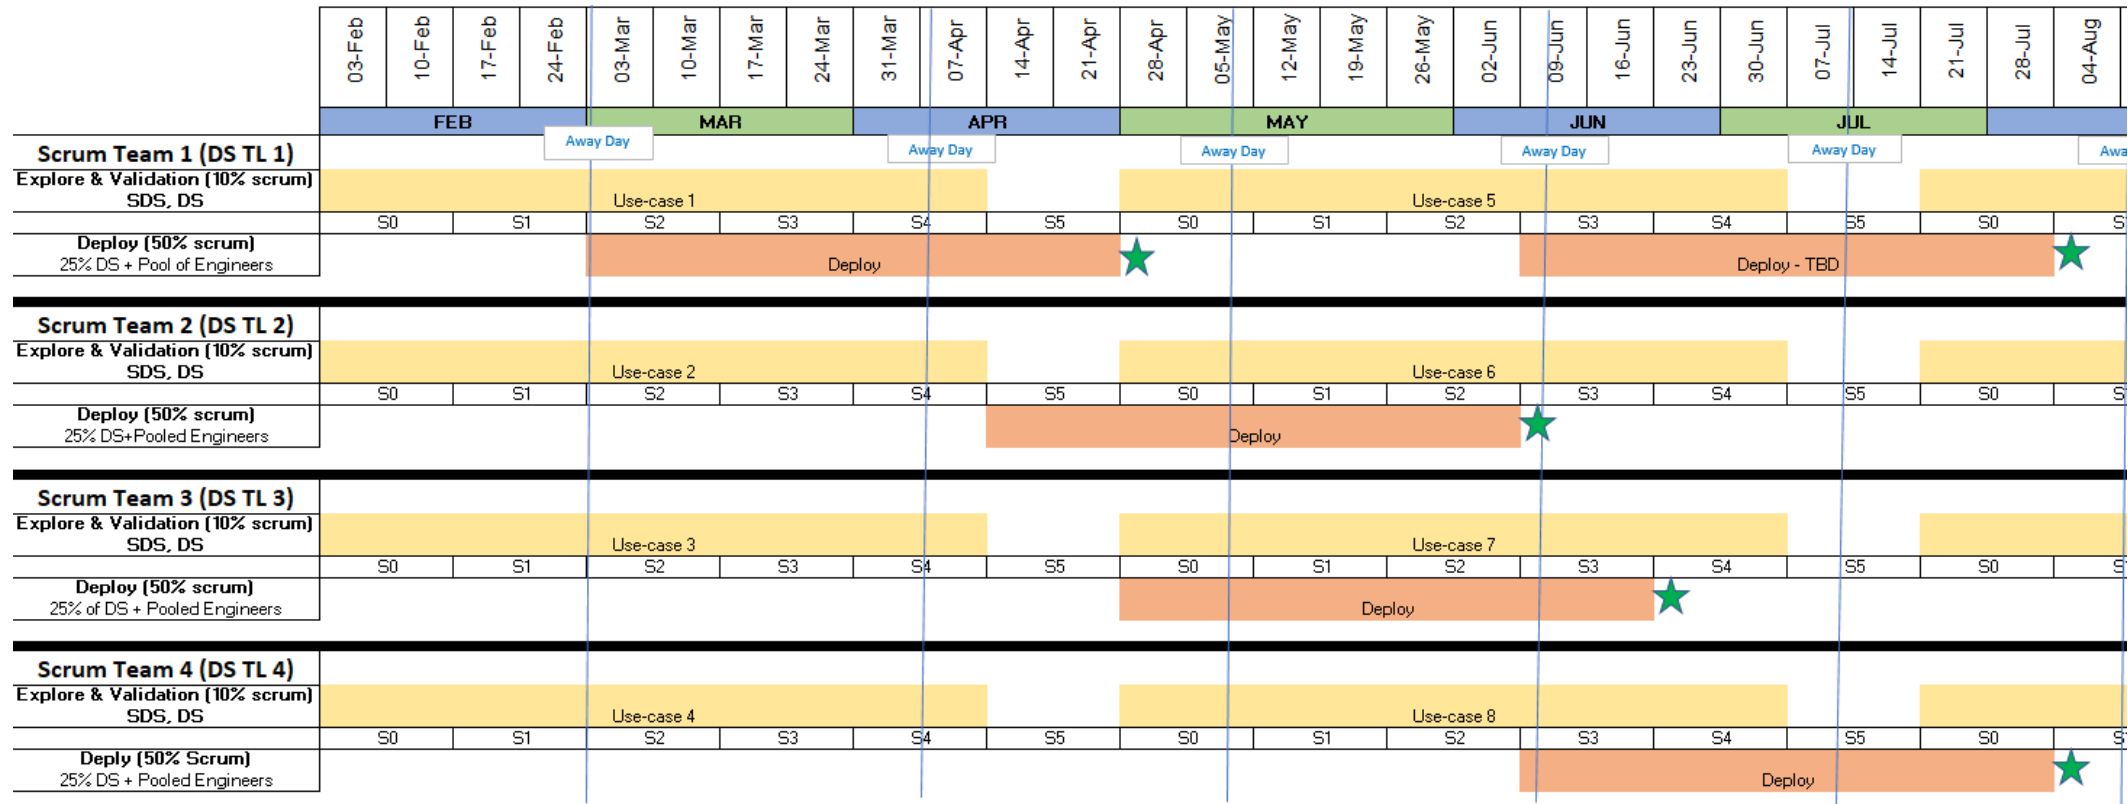 03-Feb 10-Feb 17-Feb 24-Feb 03-Mar 10-Mar 17-Mar 24-Mar 31-Mar 07-Apr 14-Apr 21-Apr 28-Apr 05-May 12-May 19-May 26-May 02-Jun 09-Jun 16-Jun 23-Jun 30-Jun 07-Jul 14-Jul 21-Jul 28-Jul 04-Aug
FEB MAR APR MAY JUN JUL
Away Day Away Day Away Day Away Day Away Day Awa
Scrum Team 1 (DS TL 1)
Explore & Validation (10% scrum)
SDS, DS Use-case 1 Use-case 5
S0 S1 S2 S3 S4 S5 S0 S1 S2 S3 S4 S5 S0 S
Deploy (50% scrum)
25% DS + Pool of Engineers Deploy Deploy - TBD
Scrum Team 2 (DS TL 2)
Explore & Validation (10% scrum)
SDS, DS Use-case 2 Use-case 6
S0 S1 S2 S3 S4 S5 S0 S1 S2 S3 S4 S5 S0 S
Deploy (50% scrum)
25% DS+Pooled Engineers Deploy
Scrum Team 3 (DS TL 3)
Explore & Validation (10% scrum)
SDS, DS Use-case 3 Use-case 7
S0 S1 S2 S3 S4 S5 S0 S1 S2 S3 S4 S5 S0 S
Deploy (50% scrum)
25% of DS + Pooled Engineers Deploy
Scrum Team 4 (DS TL 4)
Explore & Validation (10% scrum)
SDS, DS Use-case 4 Use-case 8
S0 S1 S2 S3 S4 S5 S0 S1 S2 S3 S4 S5 S0 S
Deply (50% Scrum)
25% DS + Pooled Engineers Deploy